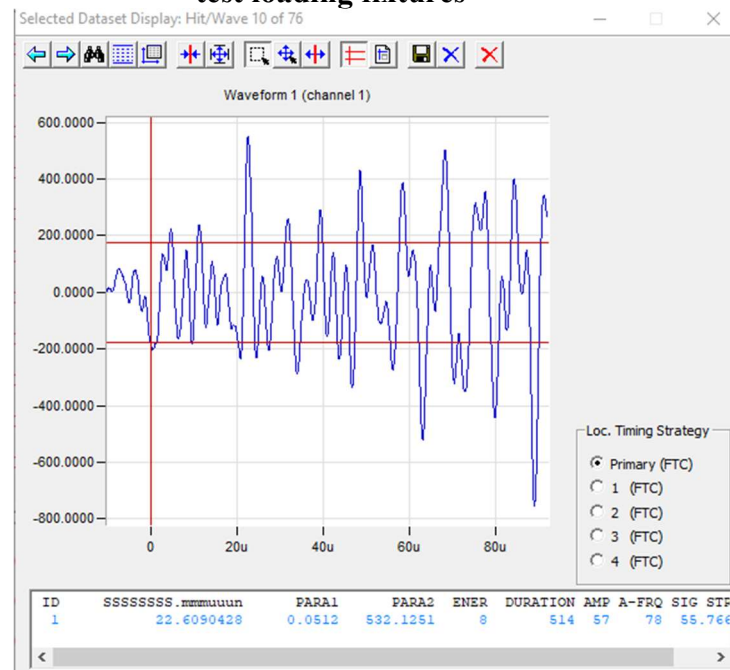 test loading fixtures
Selected Dataset Display: Hit/Wave 10 of 76
Waveform 1 (channel 1)
600.0000
400.0000
200.0000
0.0000
-200.0000
-400.0000
-600.0000
-800.0000
0 20u 40u 60u 80u
Loc. Timing Strategy
Primary (FTC)
1 (FTC)
2 (FTC)
3 (FTC)
4 (FTC)
ID SSSSSSSS.mmmuuun PARA1 PARA2 ENER DURATION AMP A-FRQ SIG STR
1 22.6090428 0.0512 532.1251 8 514 57 78 55.766